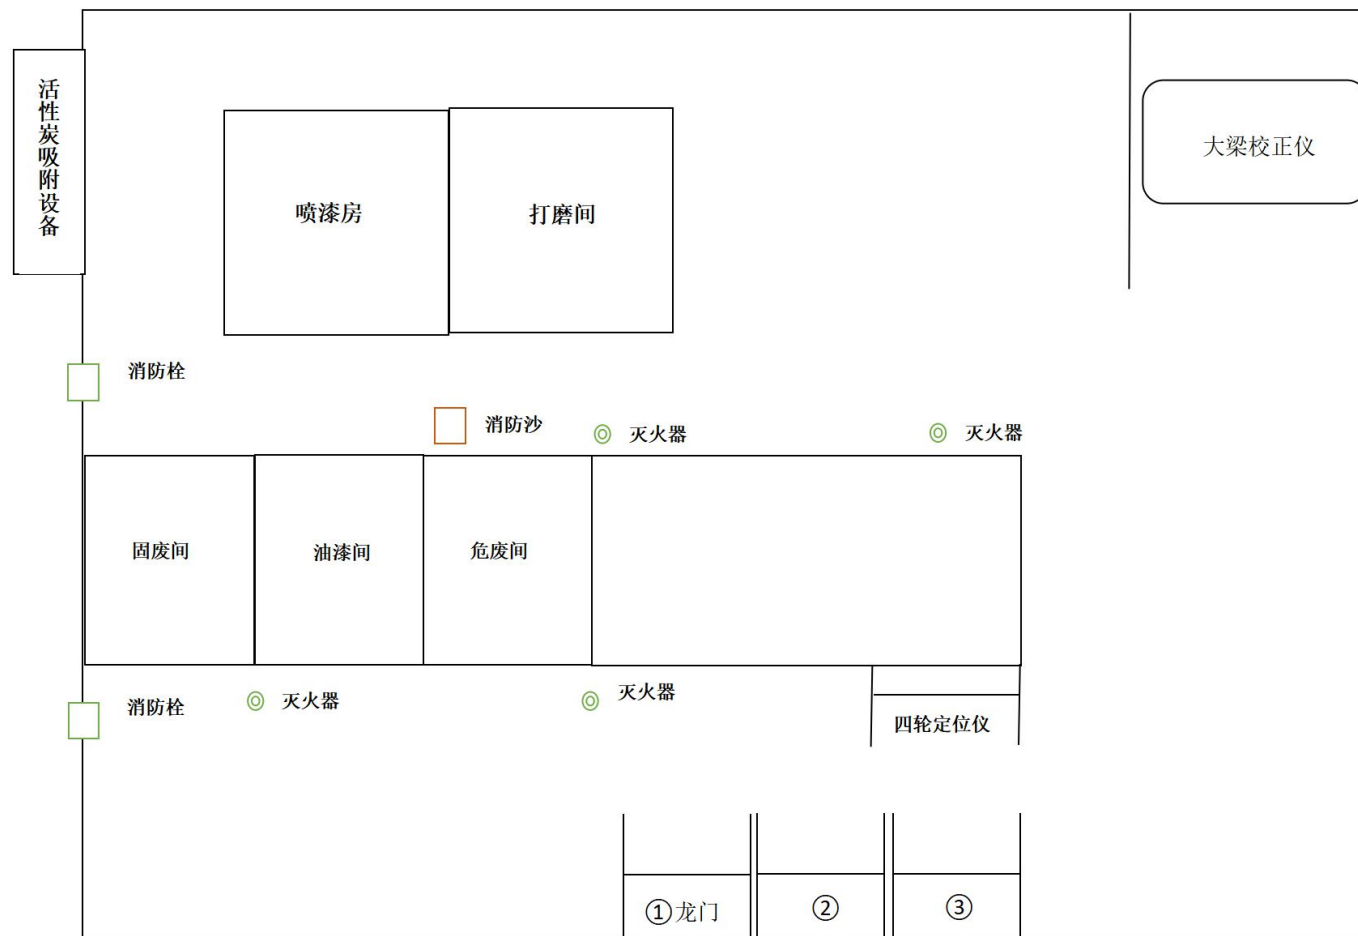 活性炭吸附设备
大梁校正仪
喷漆房
打磨间
消防栓
消防沙
灭火器
灭火器
固废间
油漆间
危废间
消防栓
灭火器
灭火器
四轮定位仪
①龙门
②
③